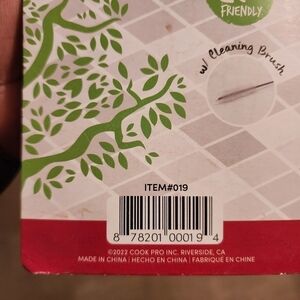 FRIENDLY.
w/ Cleaning Brush
ITEM#019
8 78201 00019 4
©2022 COOK PRO INC. RIVERSIDE, CA
MADE IN CHINA | HECHO EN CHINA | FABRIQUÉ EN CHINE